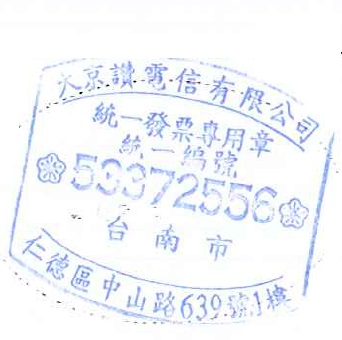 大京讚電信有限公司
統一發票專用章
統一編號
53372556
台南市
仁德區中山路639號1樓